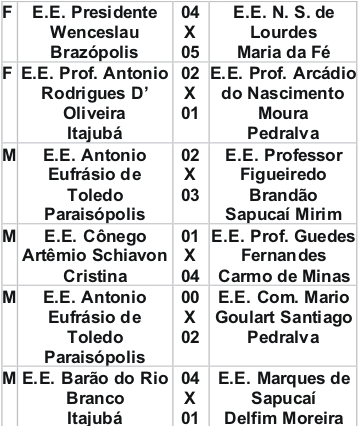 F E.E. Presidente 04 E.E. N. S. de
Wenceslau X Lourdes
Brazópolis 05 Maria da Fé
F E.E. Prof. Antonio 02 E.E. Prof. Arcádio
Rodrigues D' X do Nascimento
Oliveira 01 Moura
Itajubá Pedralva
M E.E. Antonio 02 E.E. Professor
Eufrásio de X Figueiredo
Toledo 03 Brandão
Paraisópolis Sapucaí Mirim
M E.E. Cônego 01 E.E. Prof. Guedes
Artêmio Schiavon X Fernandes
Cristina 04 Carmo de Minas
M E.E. Antonio 00 E.E. Com. Mario
Eufrásio de X Goulart Santiago
Toledo 02 Pedralva
Paraisópolis
M E.E. Barão do Rio 04 E.E. Marques de
Branco X Sapucaí
Itajubá 01 Delfim Moreira